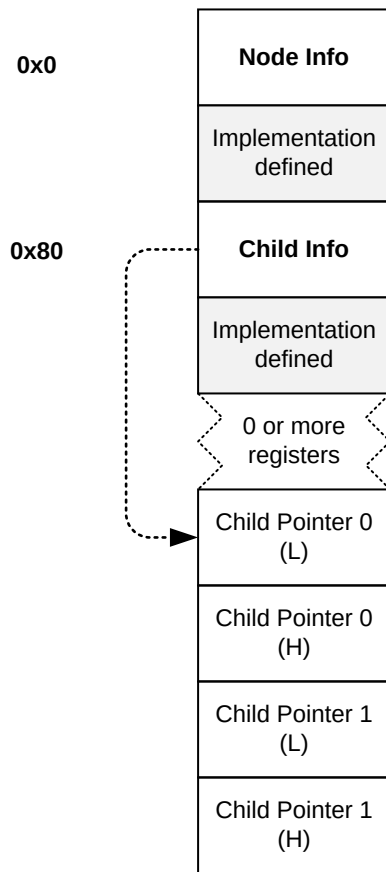 0x0
Node Info
Implementation
defined
0x80
Child Info
Implementation
defined
0 or more
registers
Child Pointer 0
(L)
Child Pointer 0
(H)
Child Pointer 1
(L)
Child Pointer 1
(H)